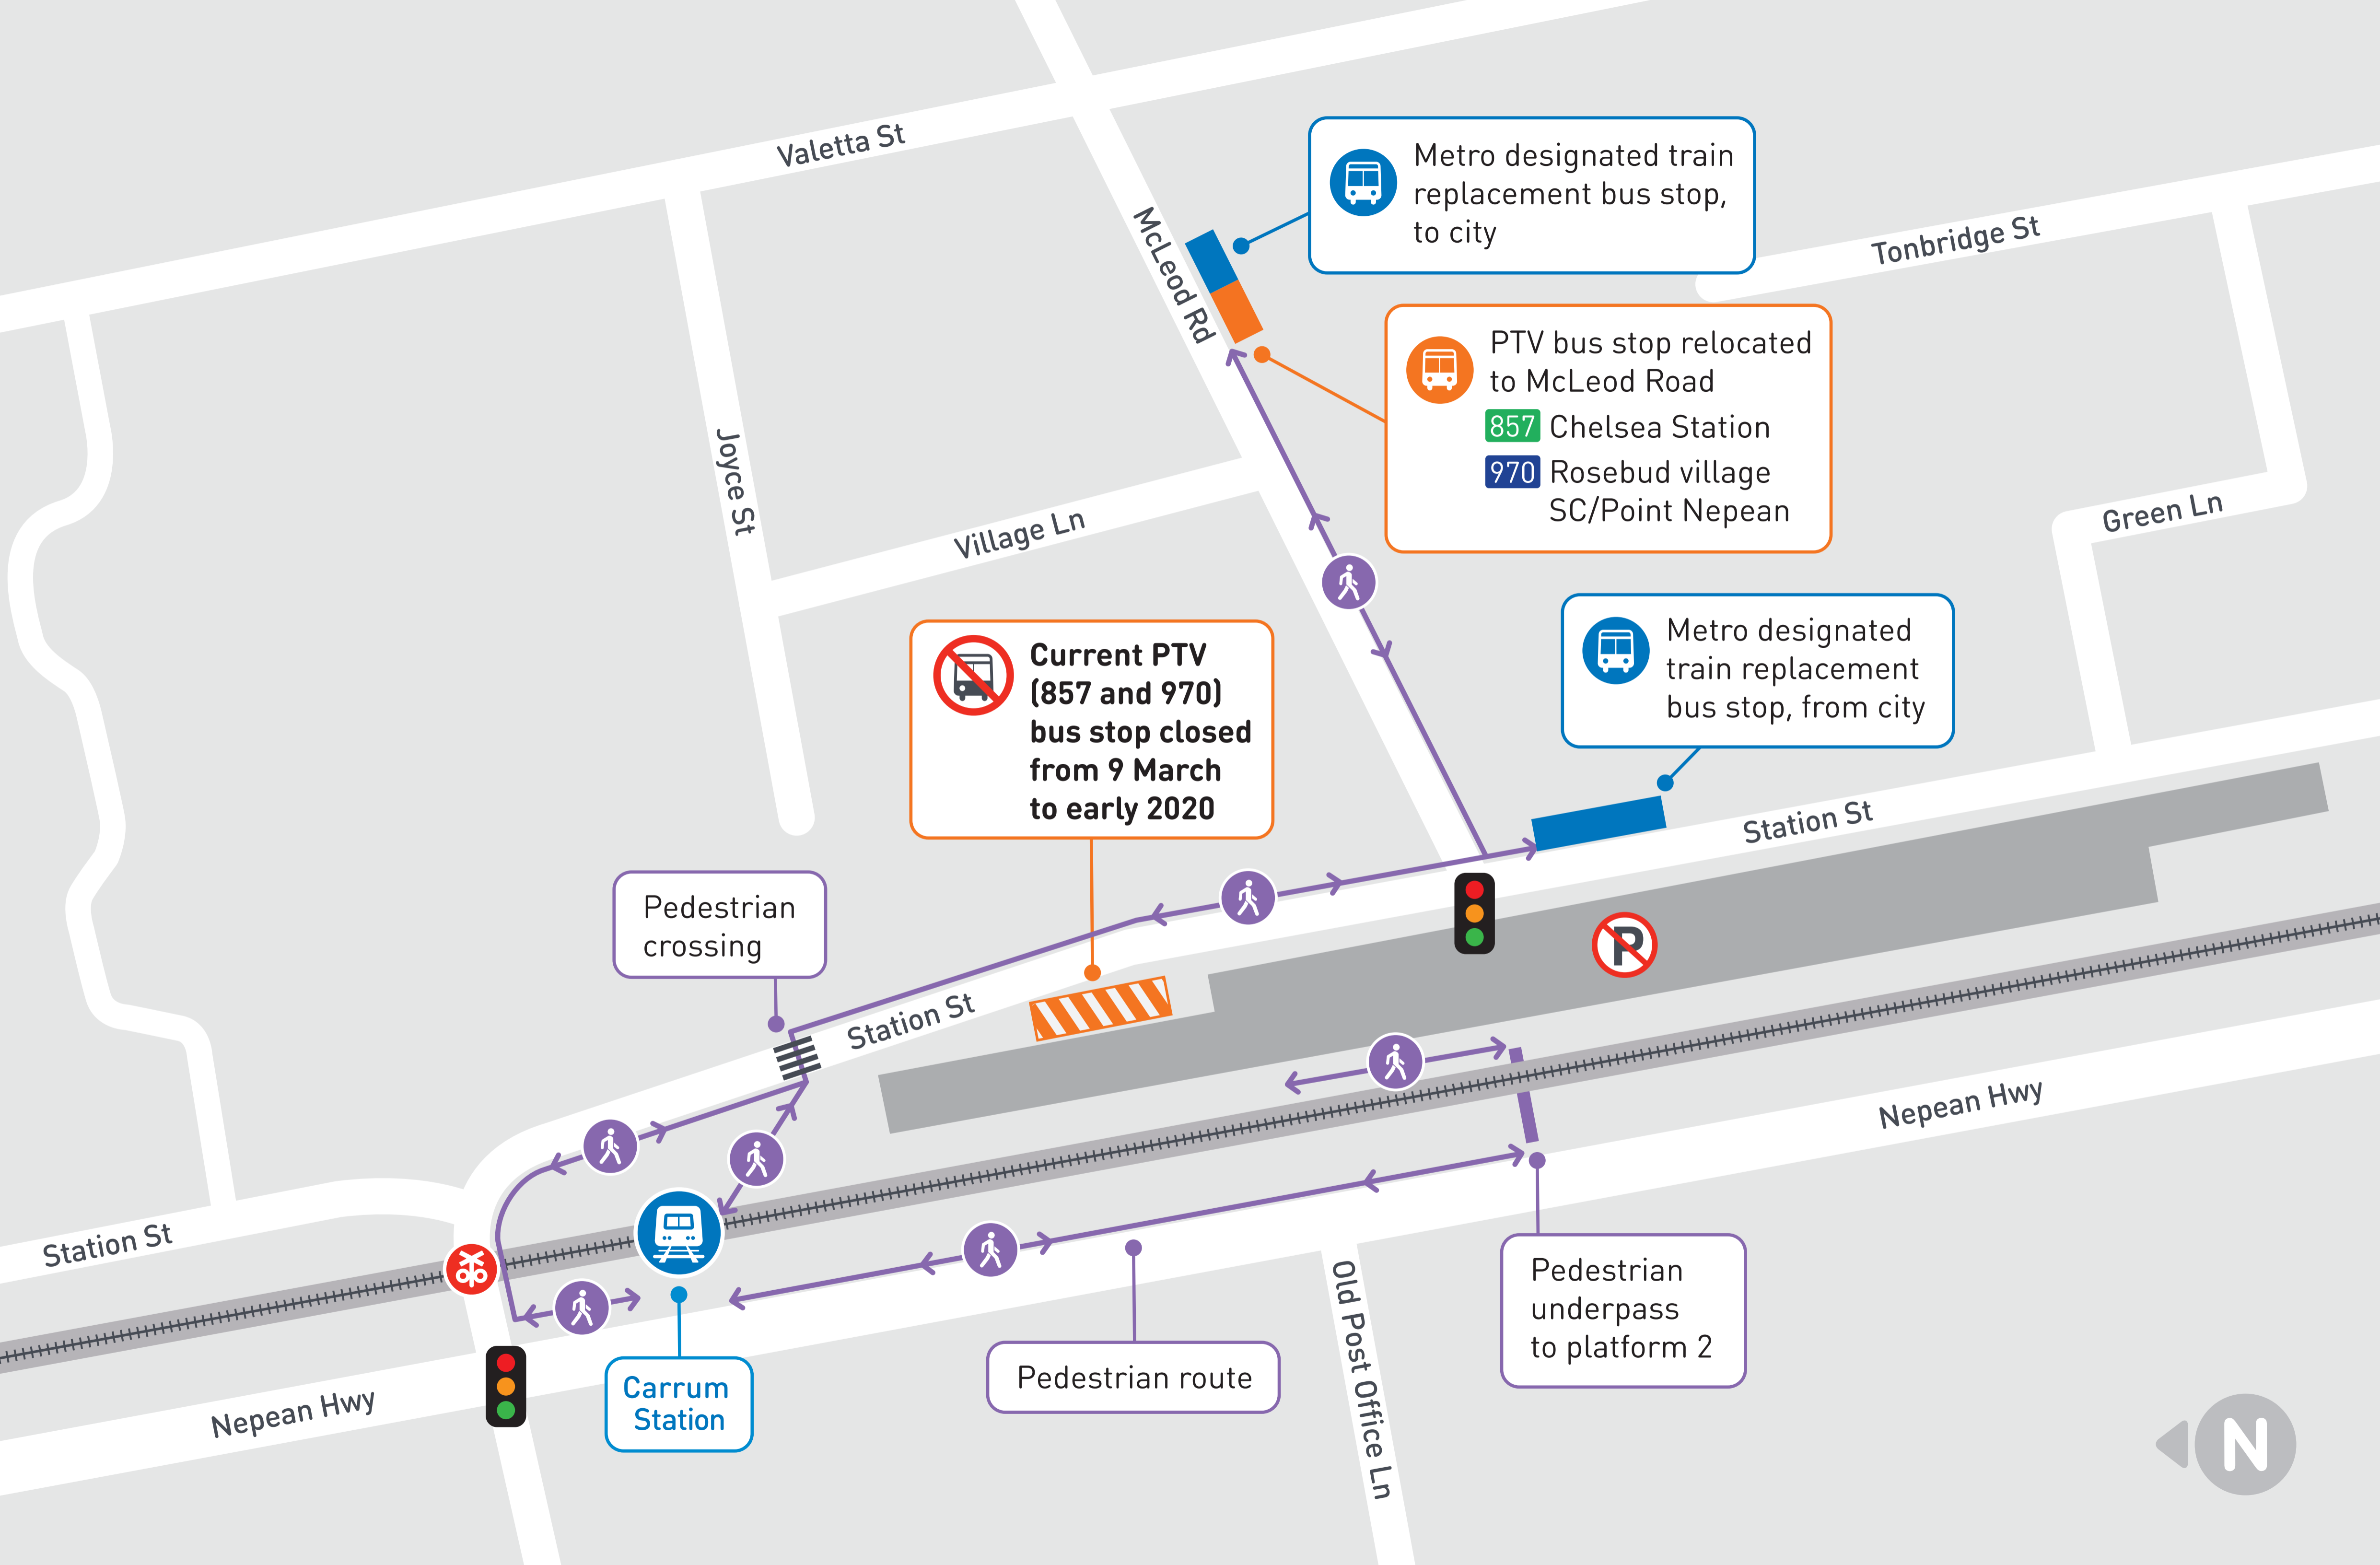 Valetta St
McLeod Rd
Metro designated train
replacement bus stop,
to city
Tonbridge St
PTV bus stop relocated
to McLeod Road
857 Chelsea Station
970 Rosebud village
SC/Point Nepean
Joyce St
Village Ln
Green Ln
Current PTV
(857 and 970)
bus stop closed
from 9 March
to early 2020
Metro designated
train replacement
bus stop, from city
Station St
Pedestrian
crossing
P
Station St
Nepean Hwy
Station St
Pedestrian
underpass
to platform 2
Old Post Office Ln
Pedestrian route
Carrum
Station
Nepean Hwy
N